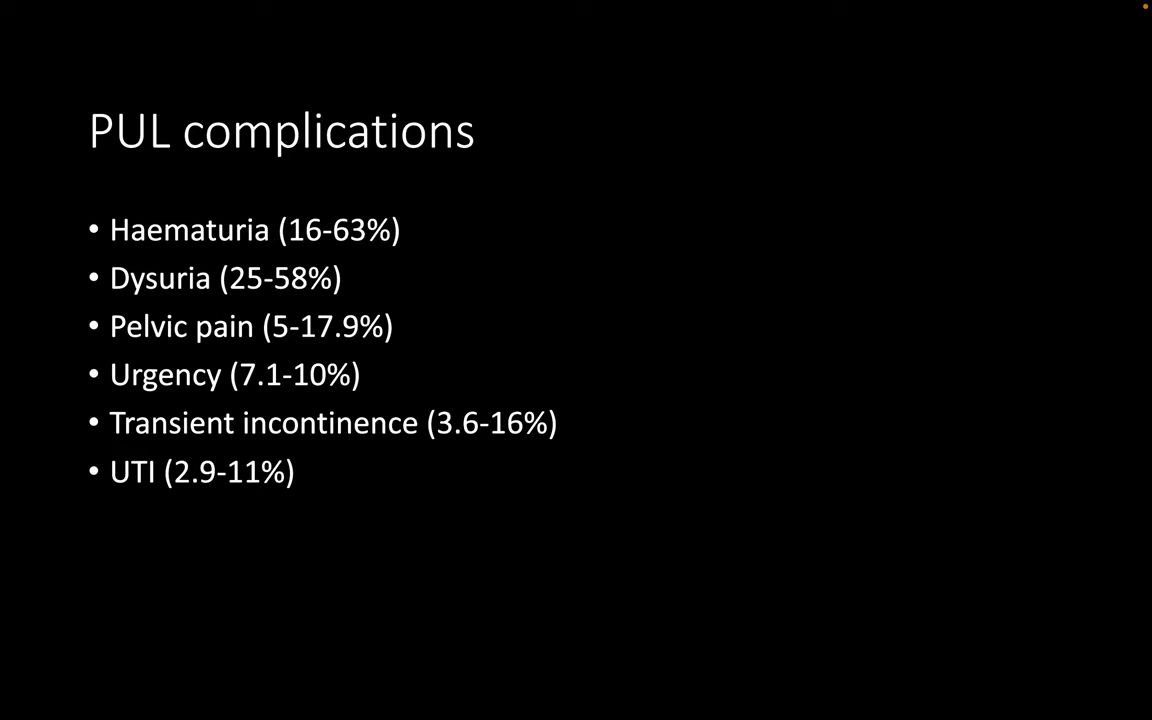 PUL complications
• Haematuria (16-63%)
• Dysuria (25-58%)
• Pelvic pain (5-17.9%)
• Urgency (7.1-10%)
• Transient incontinence (3.6-16%)
• UTI (2.9-11%)